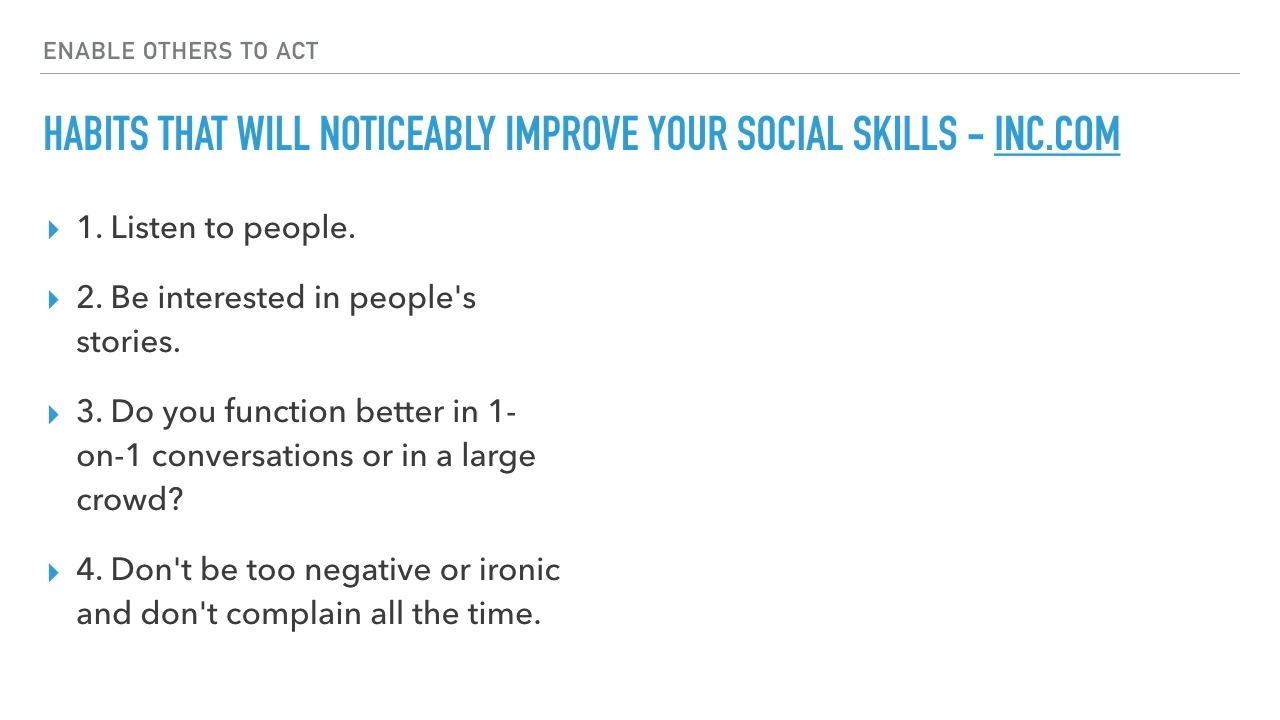 ENABLE OTHERS TO ACT
HABITS THAT WILL NOTICEABLY IMPROVE YOUR SOCIAL SKILLS - INC.COM
1. Listen to people.
2. Be interested in people's
stories.
3. Do you function better in 1-
on-1 conversations or in a large
crowd?
4. Don't be too negative or ironic
and don't complain all the time.